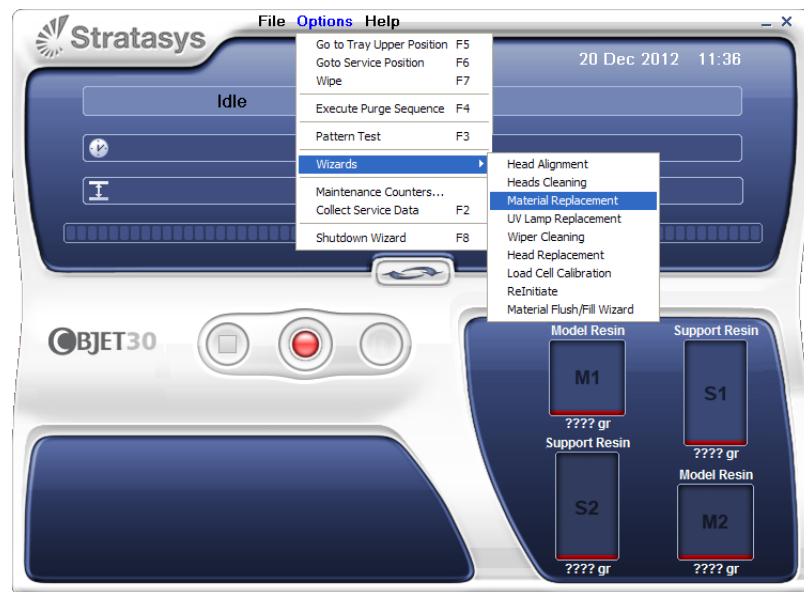 File Options Help
Stratasys
20 Dec 2012 11:36
Idle
Go to Tray Upper Position F5
Goto Service Position F6
Wipe F7
Execute Purge Sequence F4
Pattern Test F3
Wizards
Maintenance Counters...
Collect Service Data F2
Shutdown Wizard F8
Head Alignment
Heads Cleaning
Material Replacement
UV Lamp Replacement
Wiper Cleaning
Head Replacement
Load Cell Calibration
ReInitiate
Material Flush/Fill Wizard
OBJET30
Model Resin
M1
???? gr
Support Resin
S1
???? gr
Support Resin
S2
???? gr
Model Resin
M2
???? gr